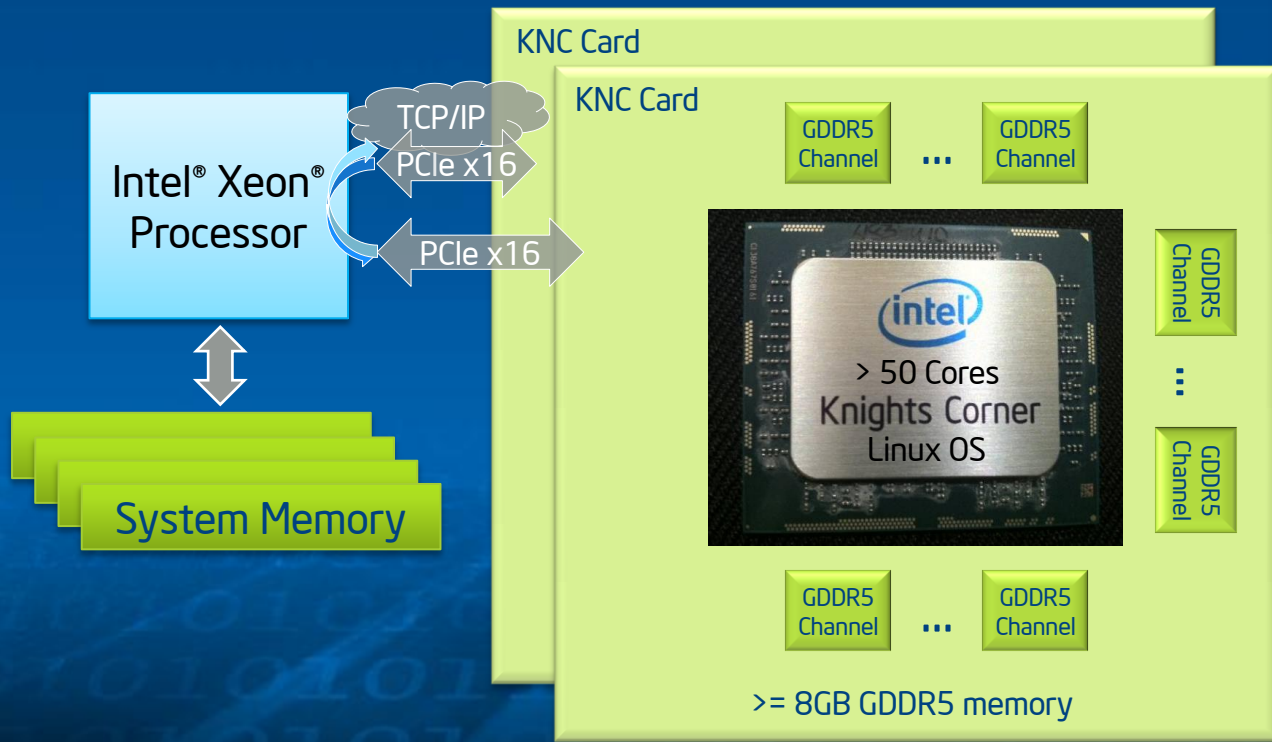 KNC Card
KNC Card
TCP/IP
PCIe x16
PCIe x16
Intel® Xeon®
Processor
System Memory
GDDR5
Channel
...
GDDR5
Channel
GDDR5
Channel
...
GDDR5
Channel
intel
> 50 Cores
Knights Corner
Linux OS
GDDR5
Channel
...
GDDR5
Channel
>= 8GB GDDR5 memory